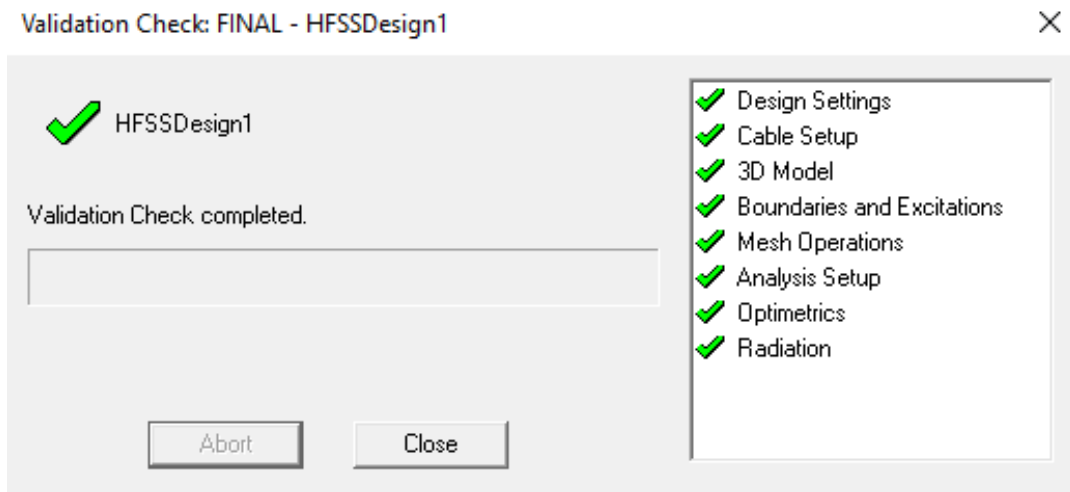 Validation Check: FINAL - HFSSDesign1
HFSSDesign1
Validation Check completed.
Abort
Close
Design Settings
Cable Setup
3D Model
Boundaries and Excitations
Mesh Operations
Analysis Setup
Optimetrics
Radiation